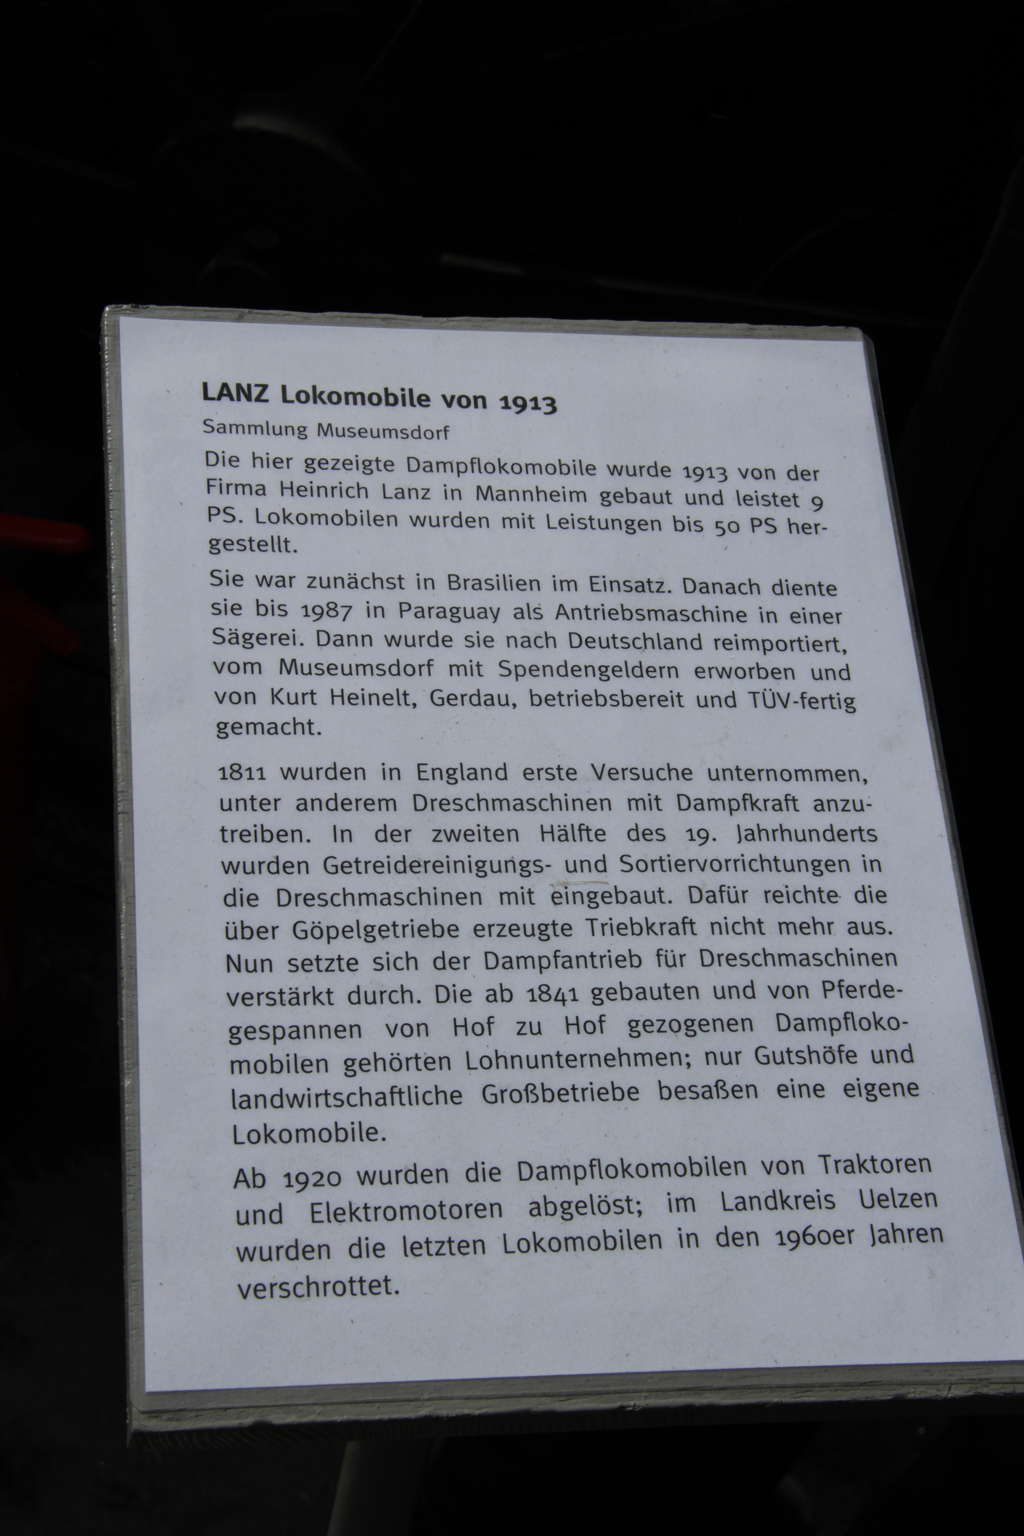 LANZ Lokomobile von 1913
Sammlung Museumsdorf
Die hier gezeigte Dampflokomobile wurde 1913 von der
Firma Heinrich Lanz in Mannheim gebaut und leistet 9
PS. Lokomobilen wurden mit Leistungen bis 50 PS her-
gestellt.
Sie war zunächst in Brasilien im Einsatz. Danach diente
sie bis 1987 in Paraguay als Antriebsmaschine in einer
Sägerei. Dann wurde sie nach Deutschland reimportiert,
vom Museumsdorf mit Spendengeldern erworben und
von Kurt Heinelt, Gerdau, betriebsbereit und TÜV-fertig
gemacht.
1811 wurden in England erste Versuche unternommen,
unter anderem Dreschmaschinen mit Dampfkraft anzu-
treiben. In der zweiten Hälfte des 19. Jahrhunderts
wurden Getreidereinigungs- und Sortiervorrichtungen in
die Dreschmaschinen mit eingebaut. Dafür reichte die
über Göpelgetriebe erzeugte Triebkraft nicht mehr aus.
Nun setzte sich der Dampfantrieb für Dreschmaschinen
verstärkt durch. Die ab 1841 gebauten und von Pferde-
gespannen von Hof zu Hof gezogenen Dampfloko-
mobilen gehörten Lohnunternehmen; nur Gutshöfe und
landwirtschaftliche Großbetriebe besaßen eine eigene
Lokomobile.
Ab 1920 wurden die Dampflokomobilen von Traktoren
und Elektromotoren abgelöst; im Landkreis Uelzen
wurden die letzten Lokomobilen in den 1960er Jahren
verschrottet.